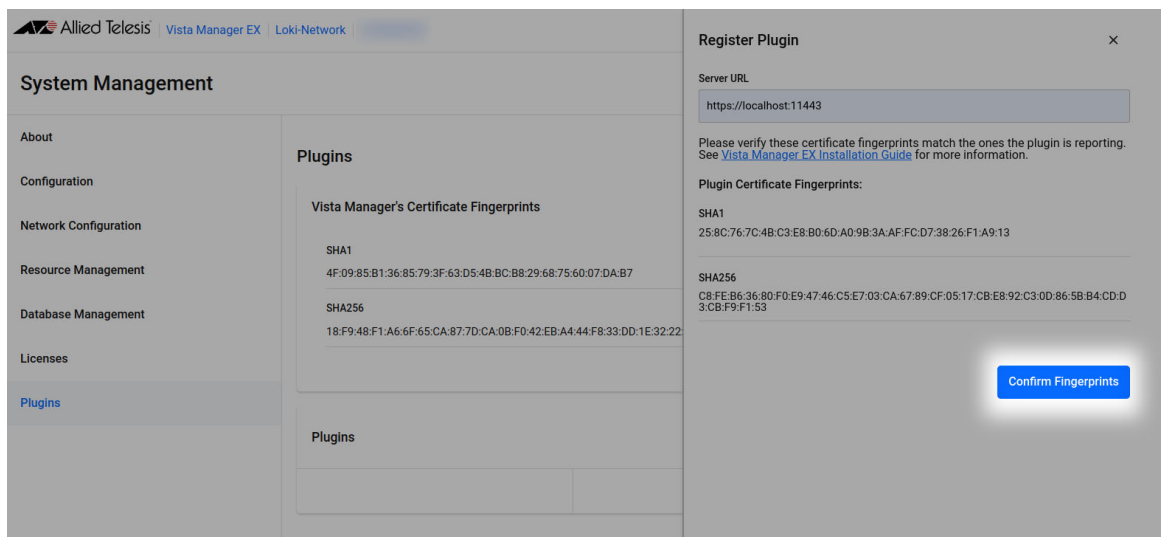 Allied Telesis Vista Manager EX Loki-Network
System Management
About
Configuration
Network Configuration
Resource Management
Database Management
Licenses
Plugins
Plugins
Vista Manager's Certificate Fingerprints
SHA1
4F:09:85:B1:36:85:79:3F:63:D5:4B:BC:B8:29:68:75:60:07:DA:B7
SHA256
18:F9:48:F1:A6:6F:65:CA:87:7D:CA:0B:F0:42:EB:A4:44:F8:33:DD:1E:32:22:
Plugins
Register Plugin
Server URL
https://localhost:11443
Please verify these certificate fingerprints match the ones the plugin is reporting.
See Vista Manager EX Installation Guide for more information.
Plugin Certificate Fingerprints:
SHA1
25:8C:76:7C:4B:C3:E8:B0:6D:A0:9B:3A:AF:FC:D7:38:26:F1:A9:13
SHA256
C8:FE:B6:36:80:F0:E9:47:46:C5:E7:03:CA:67:89:CF:05:17:CB:E8:92:C3:0D:86:5B:B4:CD:D
3:CB:F9:F1:53
Confirm Fingerprints